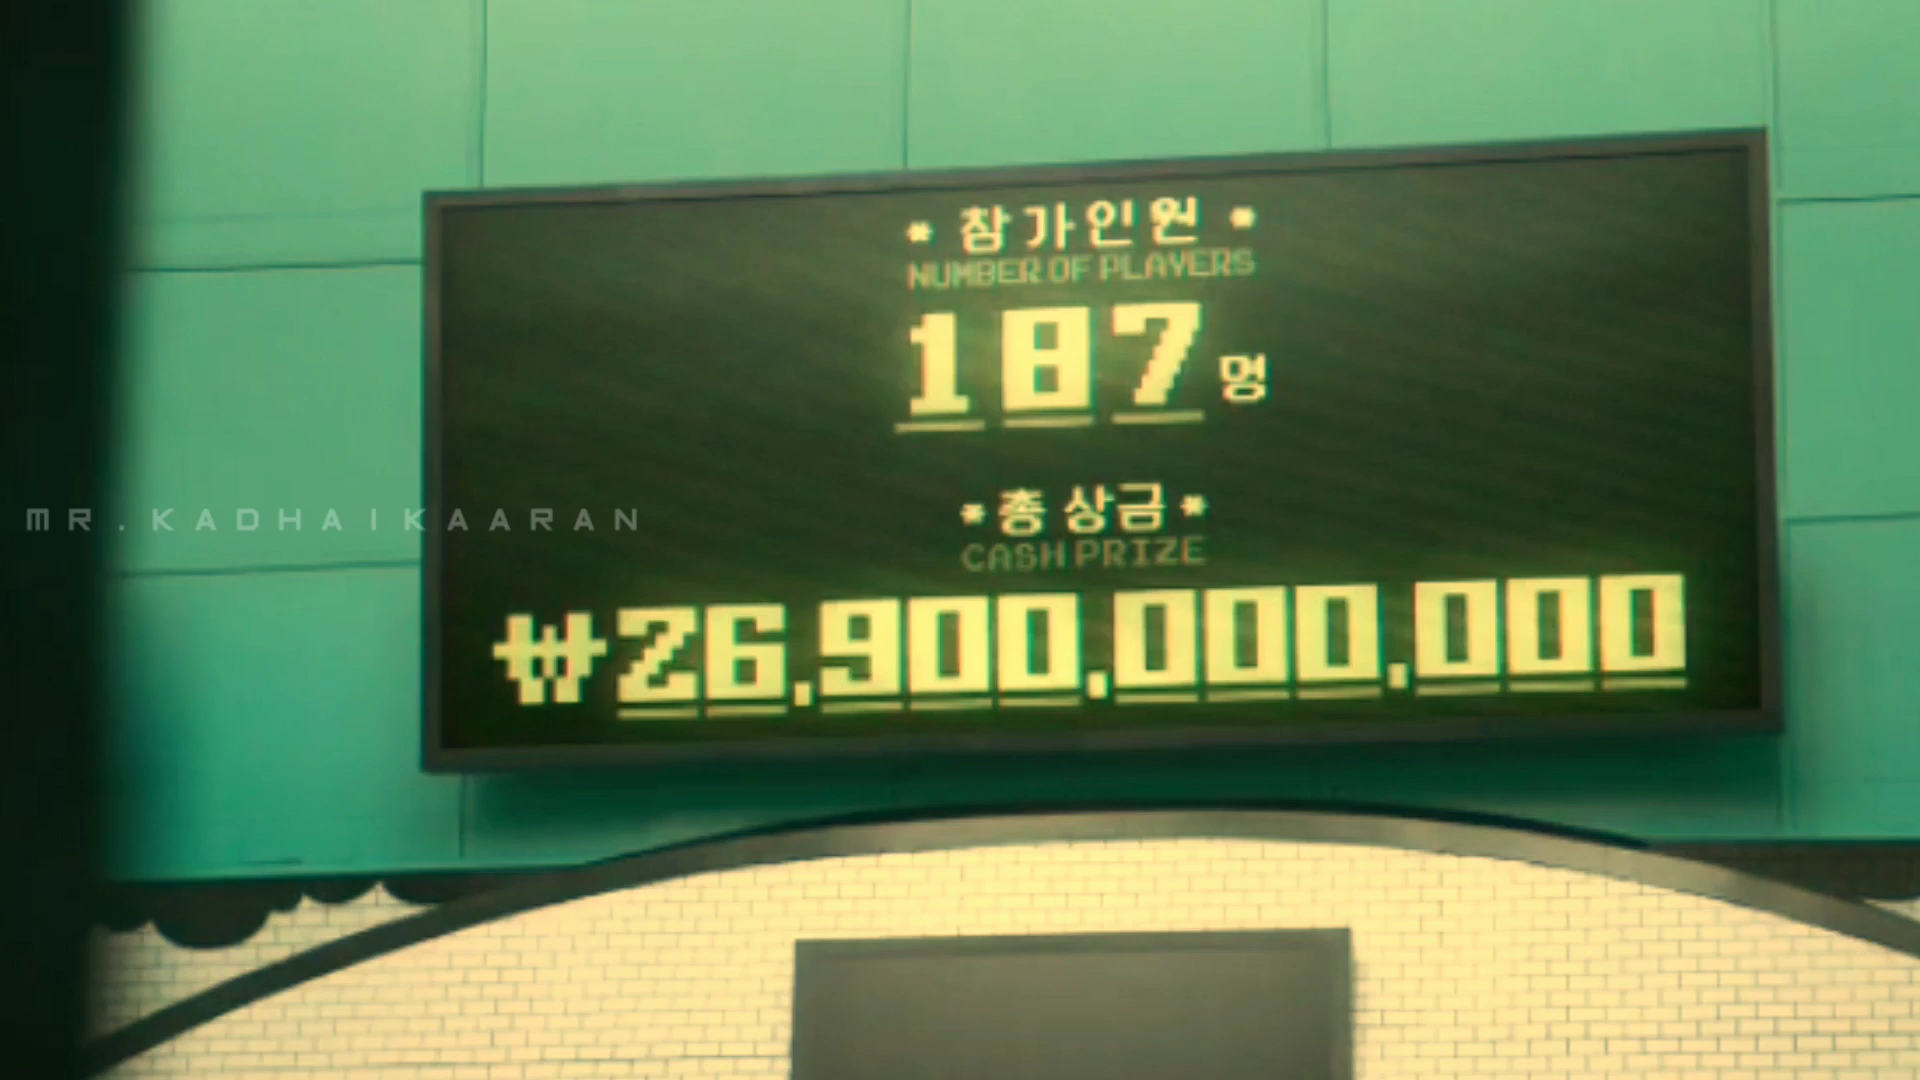 * 참가인원 *
NUMBER OF PLAYERS
187 명
* 총 상금 *
CASH PRIZE
₩26,900,000,000
MR.KADHAIKAARAN